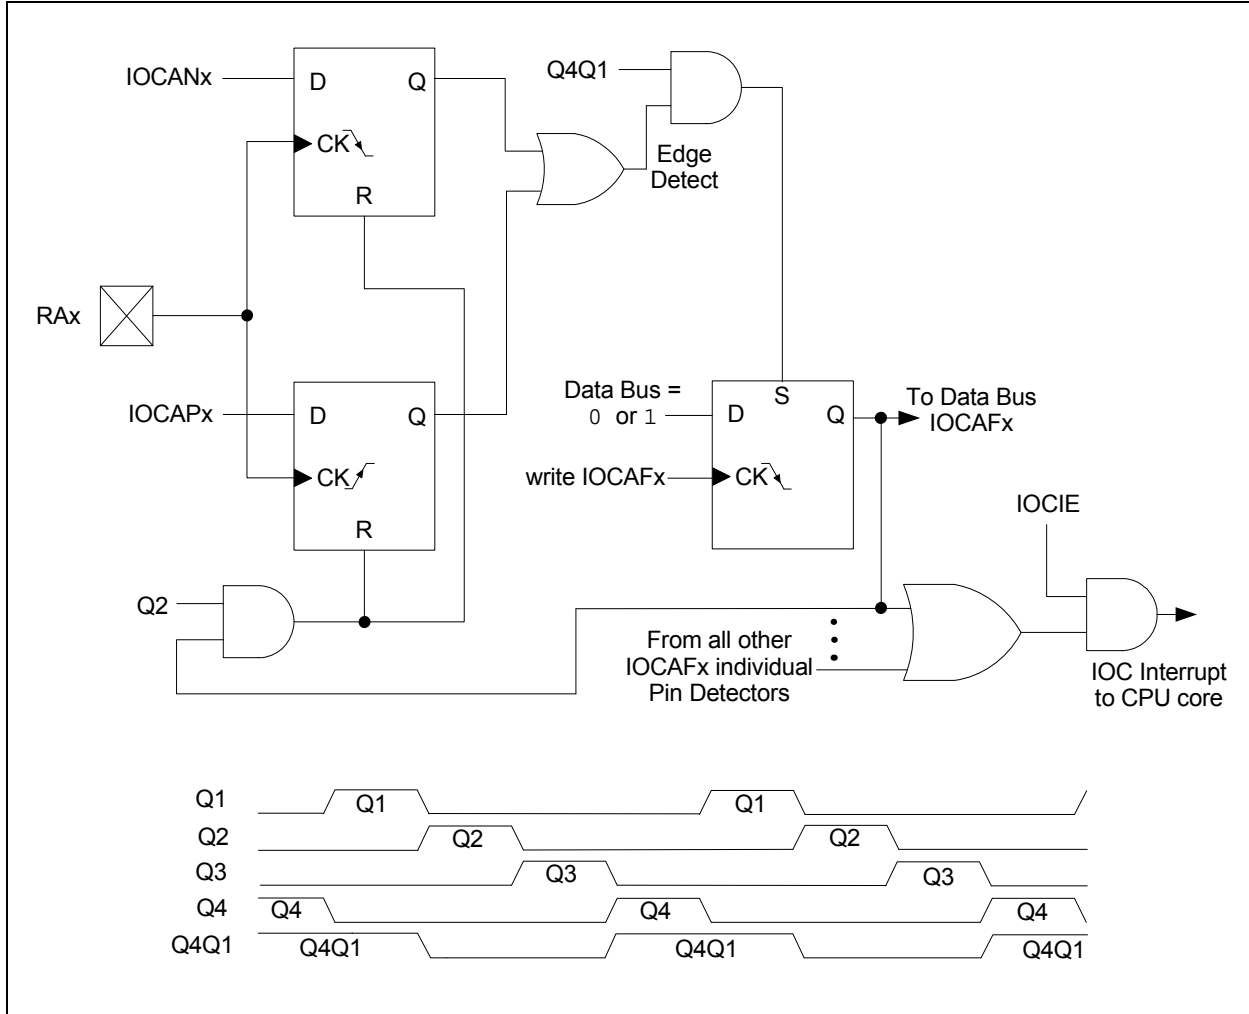 IOCANx
D
Q
CK
R
Q4Q1
Edge
Detect
RAx
IOCAPx
D
Q
CK
R
Data Bus =
0 or 1
S
D
Q
To Data Bus
IOCAFx
write IOCAFx
CK
IOCIE
Q2
From all other
IOCAFx individual
Pin Detectors
IOC Interrupt
to CPU core
Q1 Q1 Q1
Q2 Q2 Q2
Q3 Q3 Q3
Q4 Q4 Q4 Q4
Q4Q1 Q4Q1 Q4Q1 Q4Q1